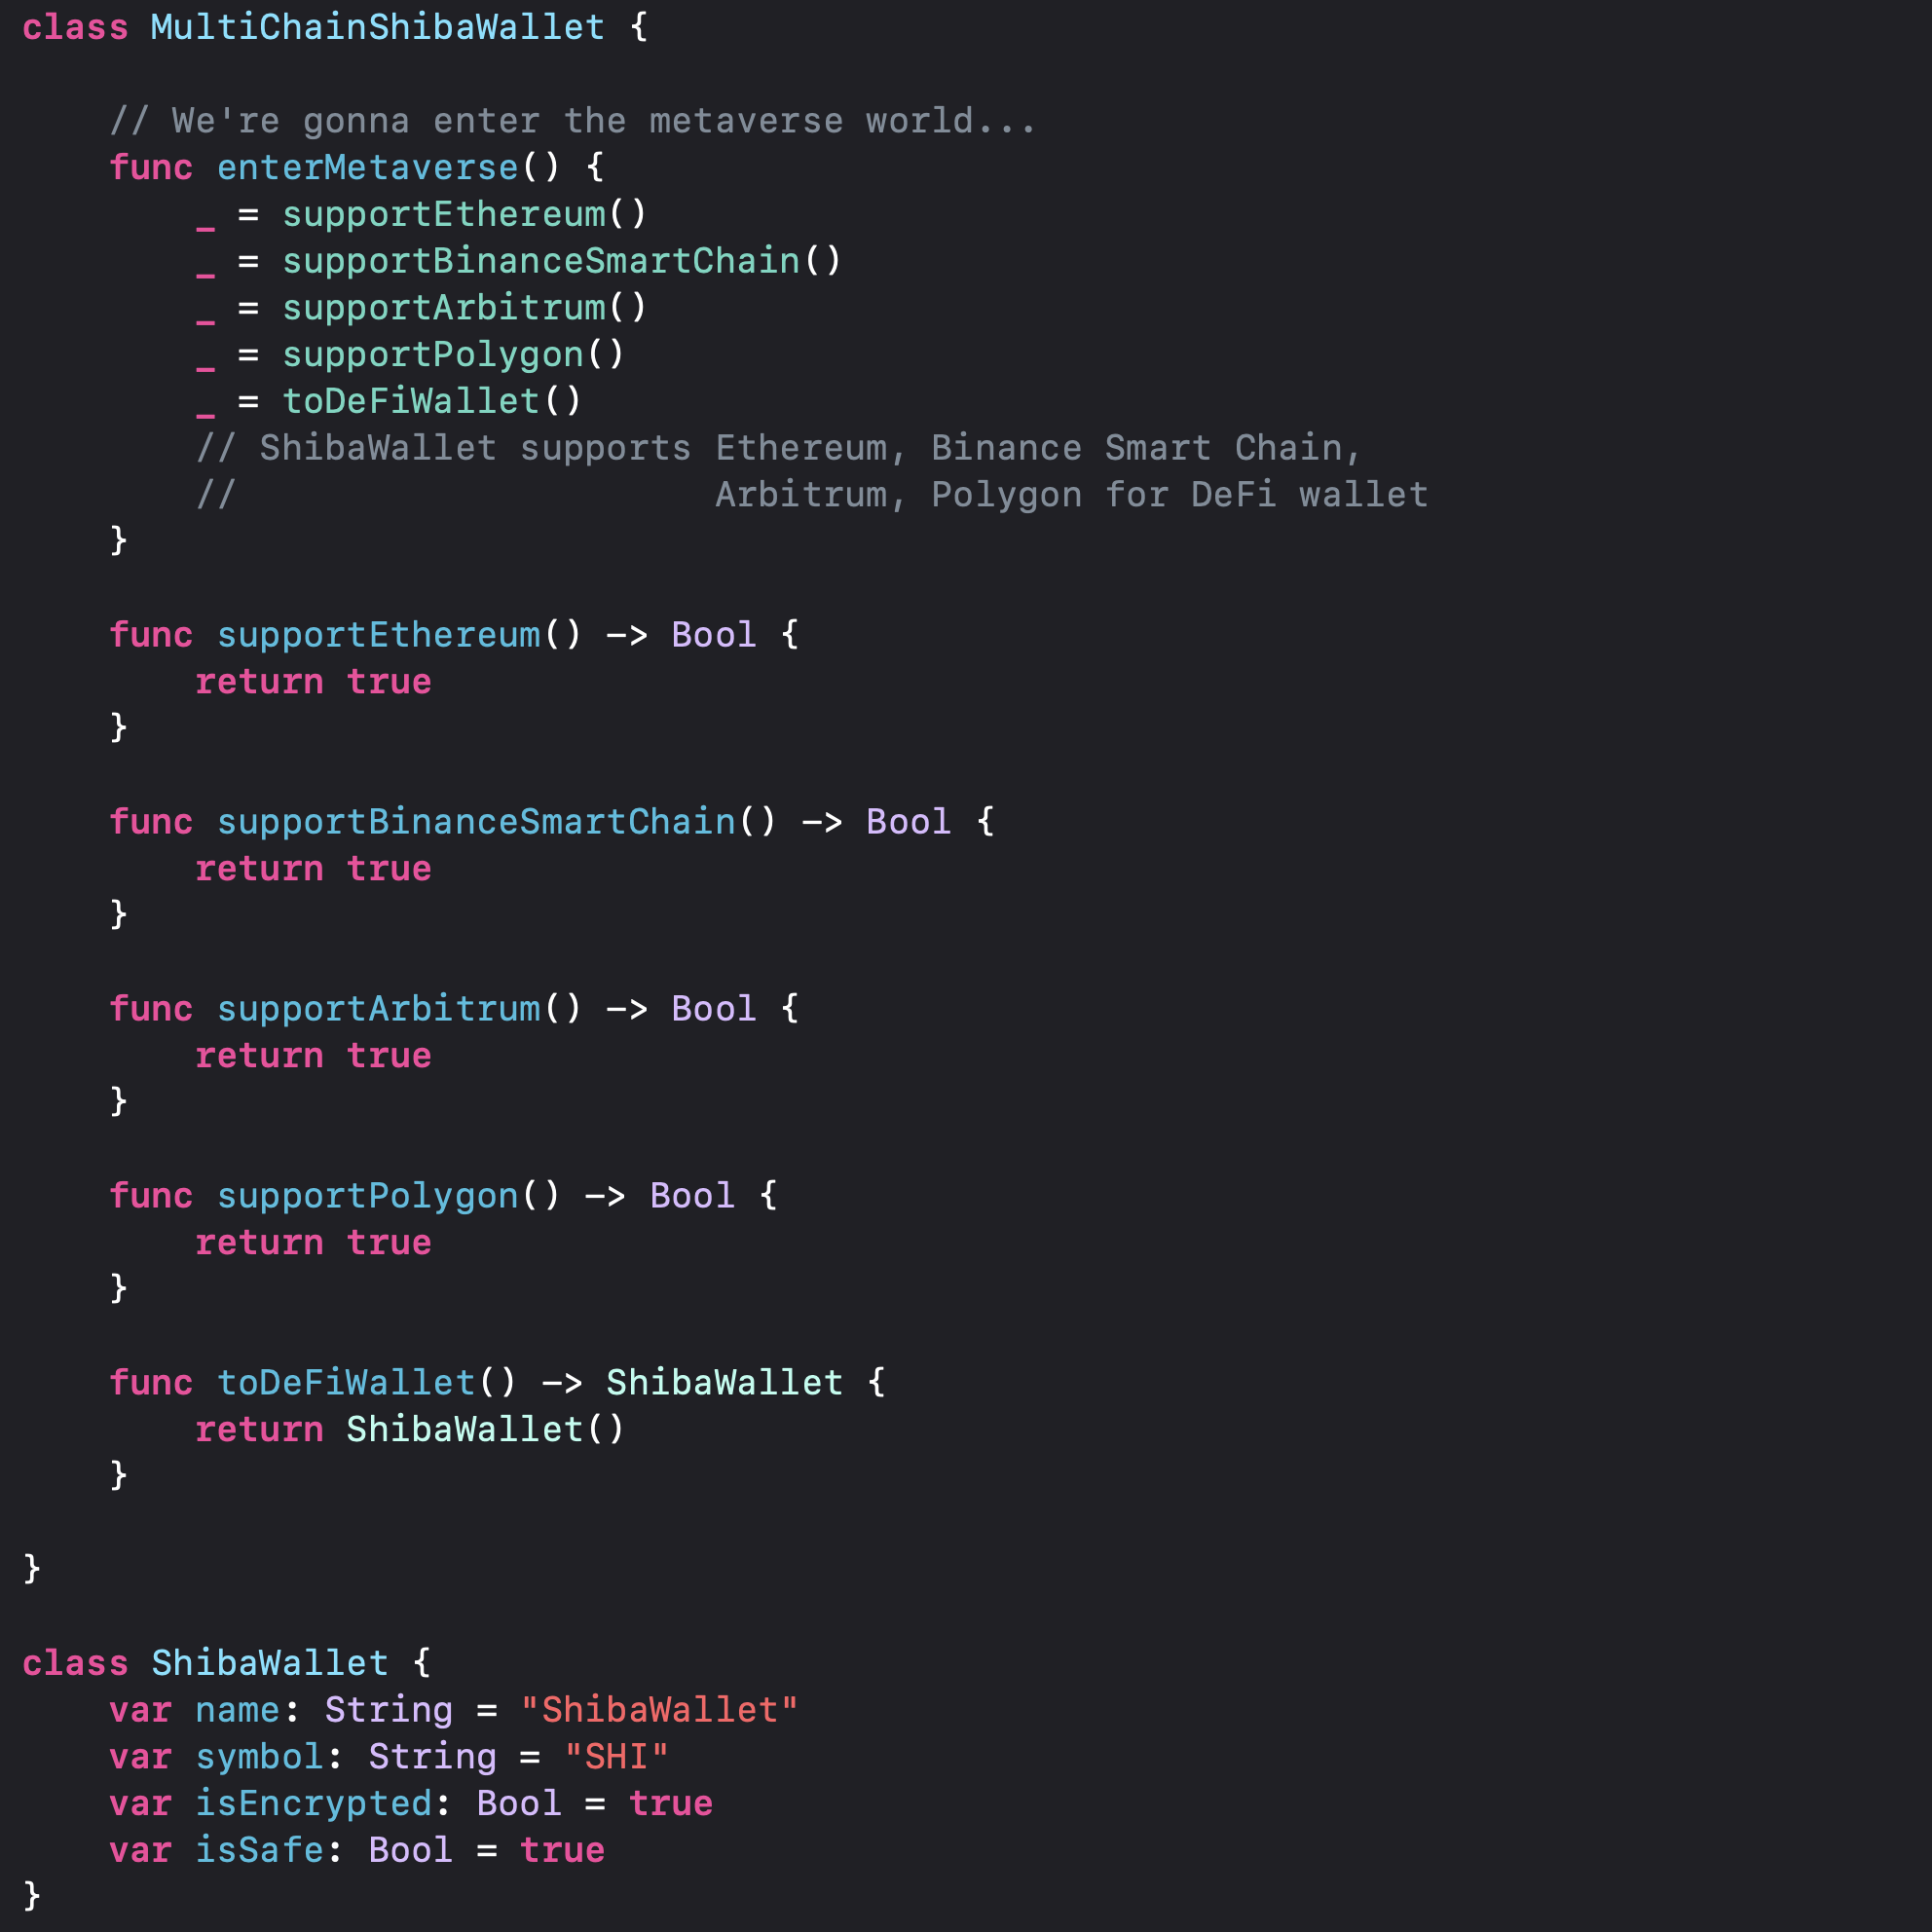 class MultiChainShibaWallet {
    // We're gonna enter the metaverse world...
    func enterMetaverse() {
        _ = supportEthereum()
        _ = supportBinanceSmartChain()
        _ = supportArbitrum()
        _ = supportPolygon()
        _ = toDeFiWallet()
        // ShibaWallet supports Ethereum, Binance Smart Chain,
        //                      Arbitrum, Polygon for DeFi wallet
    }
    func supportEthereum() -> Bool {
        return true
    }
    func supportBinanceSmartChain() -> Bool {
        return true
    }
    func supportArbitrum() -> Bool {
        return true
    }
    func supportPolygon() -> Bool {
        return true
    }
    func toDeFiWallet() -> ShibaWallet {
        return ShibaWallet()
    }
}
class ShibaWallet {
    var name: String = "ShibaWallet"
    var symbol: String = "SHI"
    var isEncrypted: Bool = true
    var isSafe: Bool = true
}